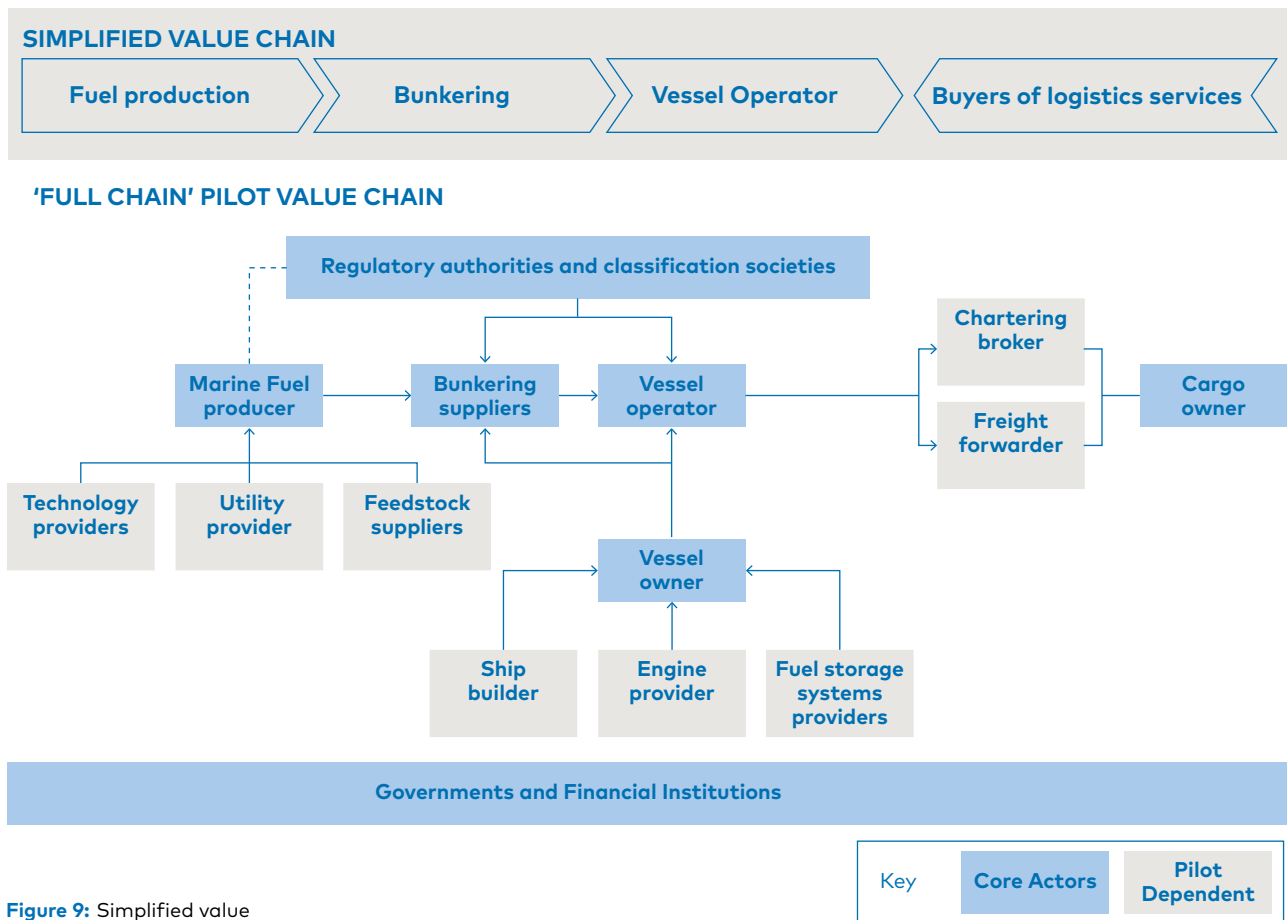 SIMPLIFIED VALUE CHAIN
Fuel production
Bunkering
Vessel Operator
Buyers of logistics services
‘FULL CHAIN’ PILOT VALUE CHAIN
Regulatory authorities and classification societies
Chartering
broker
Marine Fuel
producer
Bunkering
suppliers
Vessel
operator
Cargo
owner
Freight
forwarder
Technology
providers
Utility
provider
Feedstock
suppliers
Vessel
owner
Ship
builder
Engine
provider
Fuel storage
systems
providers
Governments and Financial Institutions
Key
Core Actors
Pilot
Dependent
Figure 9: Simplified value